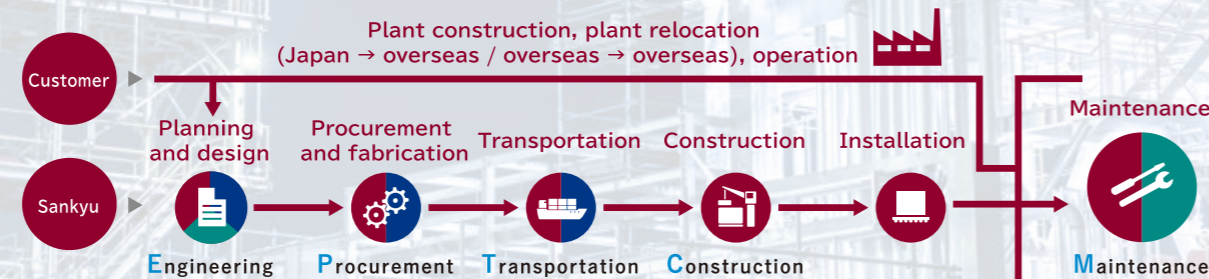 Plant construction, plant relocation
(Japan → overseas / overseas → overseas), operation
Customer
Maintenance
Planning
and design
Procurement
and fabrication
Transportation
Construction
Installation
Sankyu
Engineering
Procurement
Transportation
Construction
Maintenance